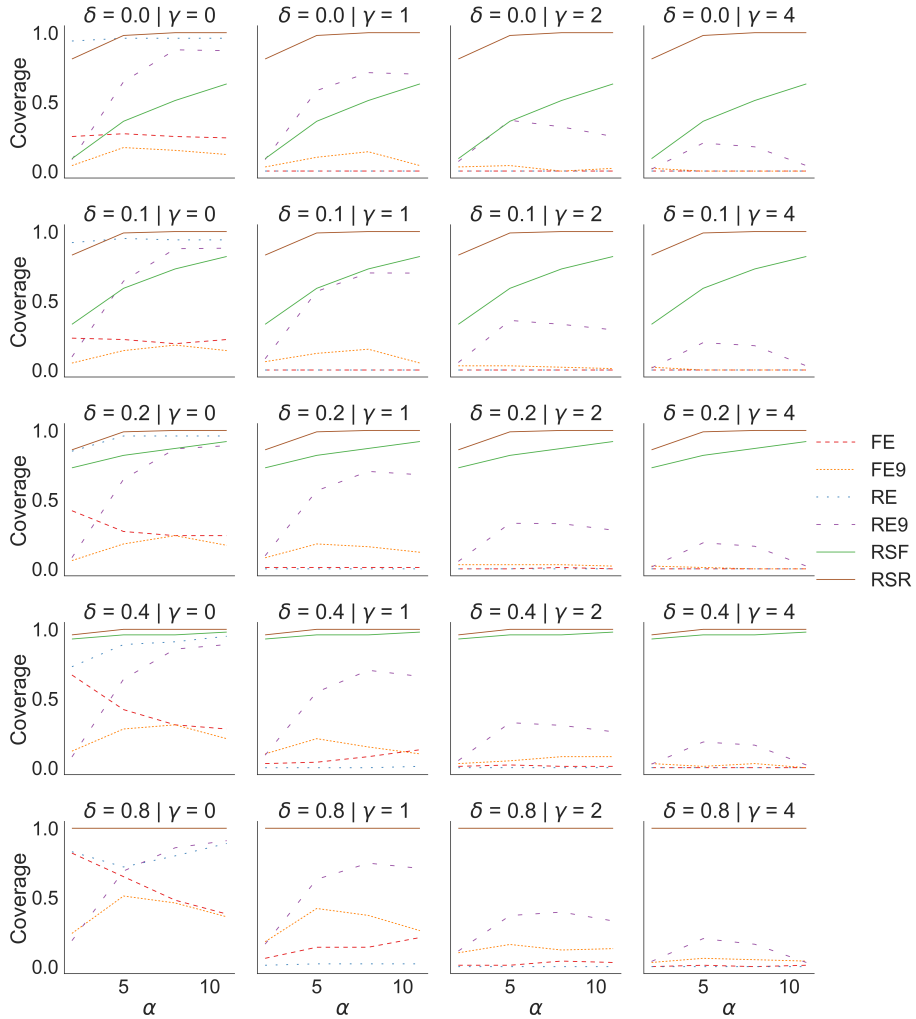 δ = 0.0 | γ = 0
δ = 0.0 | γ = 1
δ = 0.0 | γ = 2
δ = 0.0 | γ = 4
1.0
0.5
0.0
Coverage
δ = 0.1 | γ = 0
δ = 0.1 | γ = 1
δ = 0.1 | γ = 2
δ = 0.1 | γ = 4
1.0
0.5
0.0
Coverage
δ = 0.2 | γ = 0
δ = 0.2 | γ = 1
δ = 0.2 | γ = 2
δ = 0.2 | γ = 4
1.0
0.5
0.0
Coverage
FE
FE9
RE
RE9
RSF
RSR
δ = 0.4 | γ = 0
δ = 0.4 | γ = 1
δ = 0.4 | γ = 2
δ = 0.4 | γ = 4
1.0
0.5
0.0
Coverage
δ = 0.8 | γ = 0
δ = 0.8 | γ = 1
δ = 0.8 | γ = 2
δ = 0.8 | γ = 4
1.0
0.5
0.0
Coverage
5 10
5 10
5 10
5 10
α
α
α
α